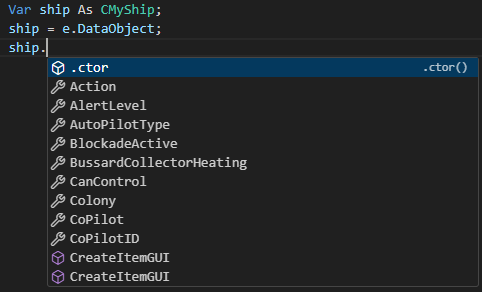 Var ship As CMyShip;
ship = e.DataObject;
ship.
.ctor .ctor()
Action
AlertLevel
AutoPilotType
BlockadeActive
BussardCollectorHeating
CanControl
Colony
CoPilot
CoPilotID
CreateItemGUI
CreateItemGUI